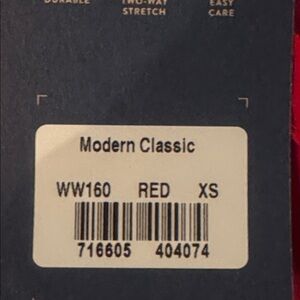 DURABLE TWO-WAY STRETCH EASY CARE
Modern Classic
WW160 RED XS
716605 404074